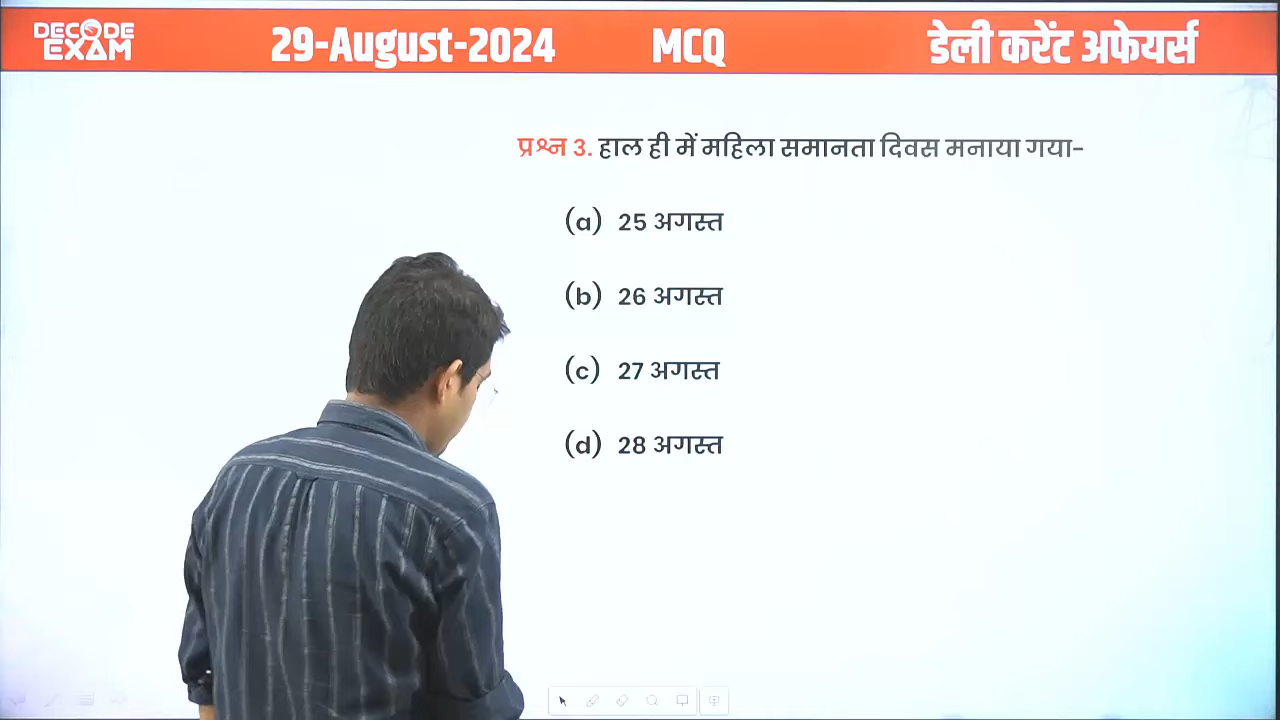 DECODE EXAM
29-August-2024 MCQ डेली करेंट अफेयर्स
प्रश्न 3. हाल ही में महिला समानता दिवस मनाया गया-
(a) 25 अगस्त
(b) 26 अगस्त
(c) 27 अगस्त
(d) 28 अगस्त